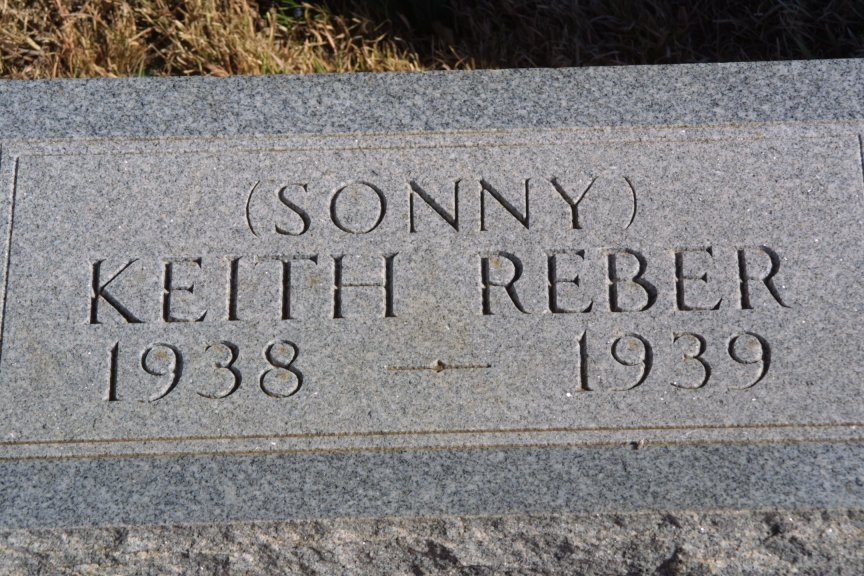 (SONNY)
KEITH REBER
1938 — 1939